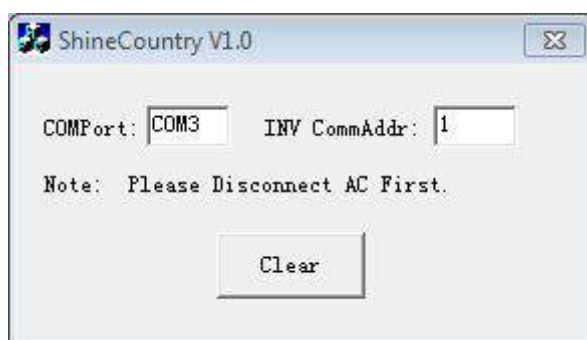 ShineCountry V1.0
COMPort: COM3 INV CommAddr: 1
Note: Please Disconnect AC First.
Clear